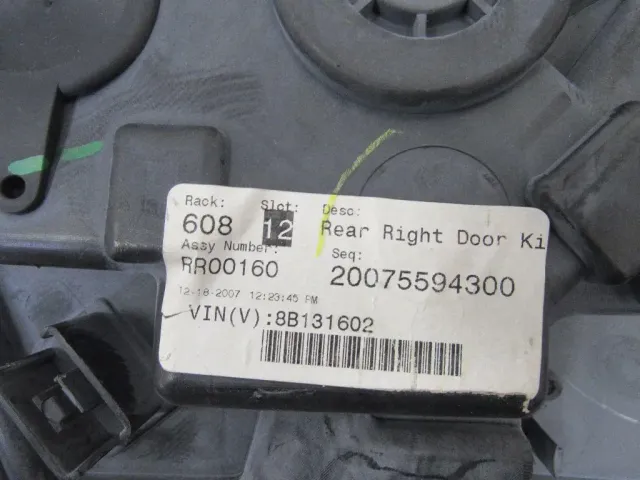 Rack: Slot: Desc:
608 12 Rear Right Door Ki
Assy Number: Seq:
RR00160 20075594300
12-18-2007 12:23:45 PM
VIN(V):8B131602